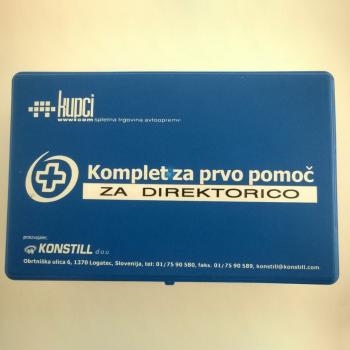 kupci
www.kupci.com spletna trgovina avtoopreme
Komplet za prvo pomoč
ZA DIREKTORICO
proizvajalec:
KONSTILL d.o.o.
Obrtniška ulica 6, 1370 Logatec, Slovenija, tel: 01/75 90 580, faks. 01/75 90 589, konstill@konstill.com